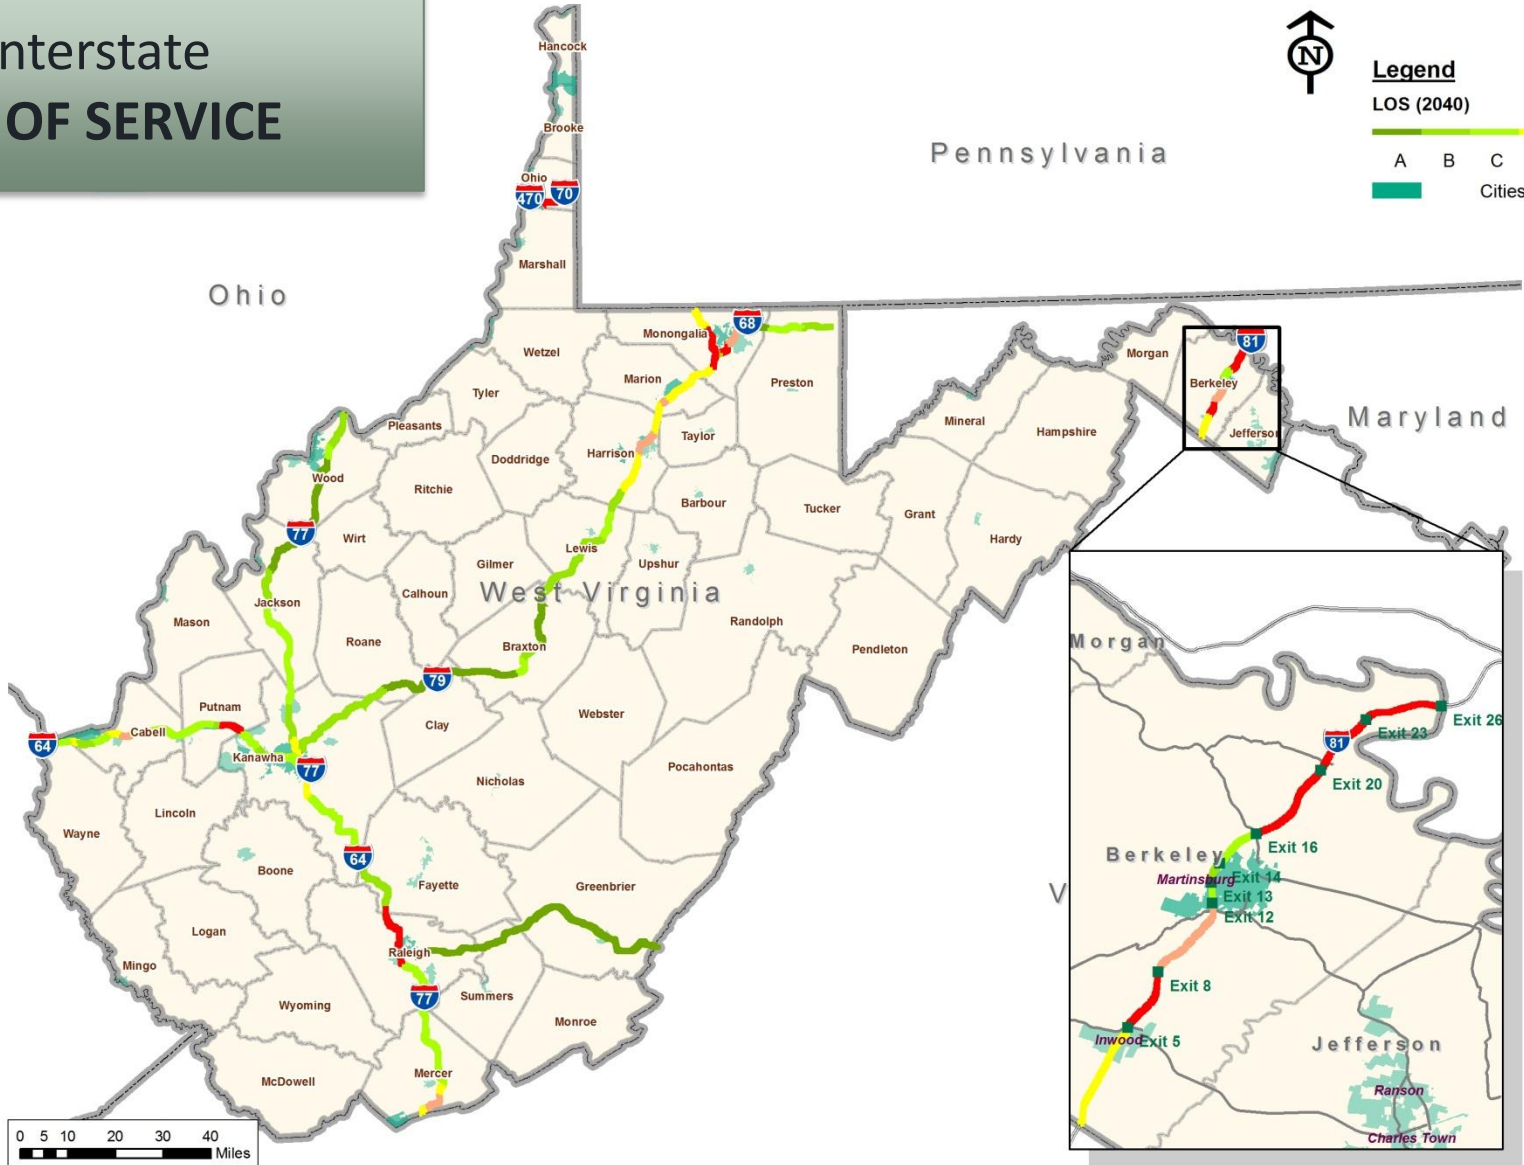 nterstate
OF SERVICE
N
Legend
LOS (2040)
A B C
Cities
Pennsylvania
Ohio
Maryland
West Virginia
V
Hancock
Brooke
Ohio
470
70
Marshall
Wetzel
Monongalia
68
Marion
Preston
Tyler
Pleasants
Doddridge
Harrison
Taylor
Wood
Ritchie
Barbour
Tucker
Grant
Mineral
Hampshire
Hardy
Morgan
Berkeley
81
Jefferson
77
Wirt
Lewis
Gilmer
Upshur
Calhoun
Jackson
Mason
Roane
Braxton
Randolph
Pendleton
79
Putnam
Cabell
64
Kanawha
77
Clay
Webster
Nicholas
Pocahontas
Lincoln
Wayne
Boone
64
Fayette
Greenbrier
Logan
Mingo
Raleigh
Wyoming
77
Summers
Monroe
McDowell
Mercer
0 5 10 20 30 40
Miles
Morgan
Exit 26
Exit 23
81
Exit 20
Exit 16
Berkeley
Martinsburg
Exit 14
Exit 13
Exit 12
Exit 8
Inwood
Exit 5
Jefferson
Ranson
Charles Town